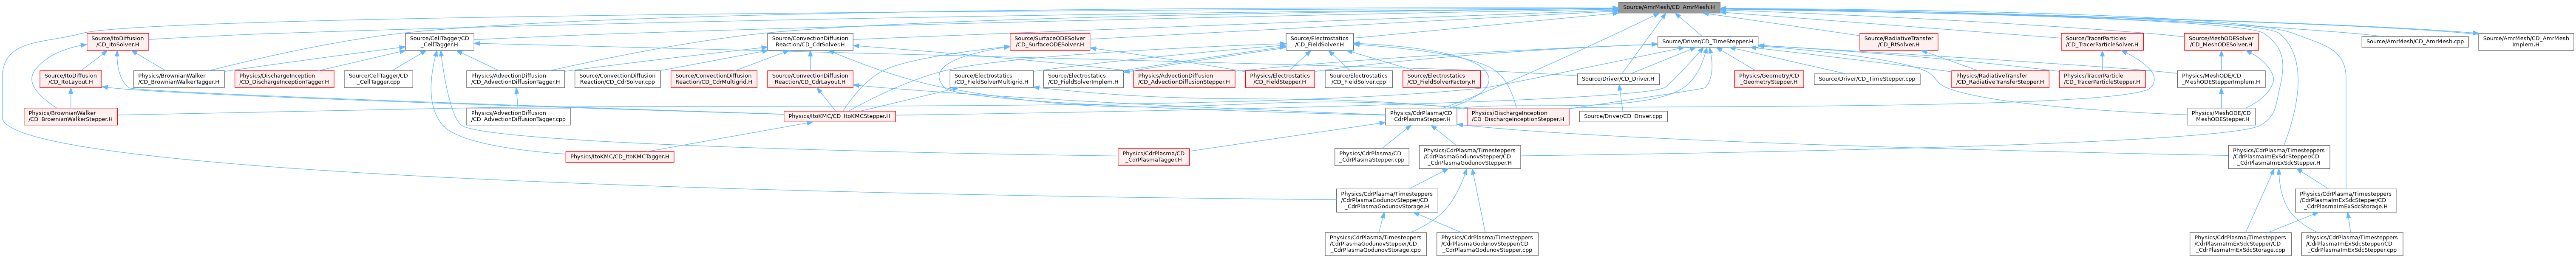 Source/AmrMesh/CD_AmrMesh.H
Source/ItoDiffusion
/CD_ItoSolver.H
Source/CellTagger/CD
_CellTagger.H
Source/ConvectionDiffusion
Reaction/CD_CdrSolver.H
Source/SurfaceODESolver
/CD_SurfaceODESolver.H
Source/Electrostatics
/CD_FieldSolver.H
Source/Driver/CD_TimeStepper.H
Source/RadiativeTransfer
/CD_RtSolver.H
Source/TracerParticles
/CD_TracerParticleSolver.H
Source/MeshODESolver
/CD_MeshODESolver.H
Source/AmrMesh/CD_AmrMesh.cpp
Source/AmrMesh/CD_AmrMesh
Implem.H
Source/ItoDiffusion
/CD_ItoLayout.H
Physics/BrownianWalker
/CD_BrownianWalkerTagger.H
Physics/DischargeInception
/CD_DischargeInceptionTagger.H
Source/CellTagger/CD
_CellTagger.cpp
Physics/AdvectionDiffusion
/CD_AdvectionDiffusionTagger.H
Source/ConvectionDiffusion
Reaction/CD_CdrSolver.cpp
Source/ConvectionDiffusion
Reaction/CD_CdrMultigrid.H
Source/ConvectionDiffusion
Reaction/CD_CdrLayout.H
Source/Electrostatics
/CD_FieldSolverMultigrid.H
Source/Electrostatics
/CD_FieldSolverImplem.H
Physics/AdvectionDiffusion
/CD_AdvectionDiffusionStepper.H
Physics/Electrostatics
/CD_FieldStepper.H
Source/Electrostatics
/CD_FieldSolver.cpp
Source/Electrostatics
/CD_FieldSolverFactory.H
Source/Driver/CD_Driver.H
Physics/Geometry/CD
_GeometryStepper.H
Source/Driver/CD_TimeStepper.cpp
Physics/RadiativeTransfer
/CD_RadiativeTransferStepper.H
Physics/TracerParticle
/CD_TracerParticleStepper.H
Physics/MeshODE/CD
_MeshODEStepperImplem.H
Physics/BrownianWalker
/CD_BrownianWalkerStepper.H
Physics/AdvectionDiffusion
/CD_AdvectionDiffusionTagger.cpp
Physics/ItoKMC/CD_ItoKMCStepper.H
Physics/CdrPlasma/CD
_CdrPlasmaStepper.H
Physics/DischargeInception
/CD_DischargeInceptionStepper.H
Source/Driver/CD_Driver.cpp
Physics/MeshODE/CD
_MeshODEStepper.H
Physics/ItoKMC/CD_ItoKMCTagger.H
Physics/CdrPlasma/CD
_CdrPlasmaTagger.H
Physics/CdrPlasma/CD
_CdrPlasmaStepper.cpp
Physics/CdrPlasma/Timesteppers
/CdrPlasmaGodunovStepper/CD
_CdrPlasmaGodunovStepper.H
Physics/CdrPlasma/Timesteppers
/CdrPlasmaImExSdcStepper/CD
_CdrPlasmaImExSdcStepper.H
Physics/CdrPlasma/Timesteppers
/CdrPlasmaGodunovStepper/CD
_CdrPlasmaGodunovStorage.H
Physics/CdrPlasma/Timesteppers
/CdrPlasmaImExSdcStepper/CD
_CdrPlasmaImExSdcStorage.H
Physics/CdrPlasma/Timesteppers
/CdrPlasmaGodunovStepper/CD
_CdrPlasmaGodunovStorage.cpp
Physics/CdrPlasma/Timesteppers
/CdrPlasmaGodunovStepper/CD
_CdrPlasmaGodunovStepper.cpp
Physics/CdrPlasma/Timesteppers
/CdrPlasmaImExSdcStepper/CD
_CdrPlasmaImExSdcStorage.cpp
Physics/CdrPlasma/Timesteppers
/CdrPlasmaImExSdcStepper/CD
_CdrPlasmaImExSdcStepper.cpp